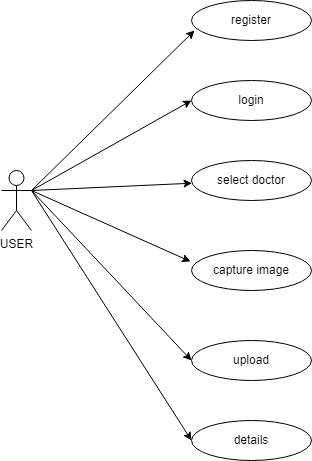 register
login
select doctor
USER
capture image
upload
details